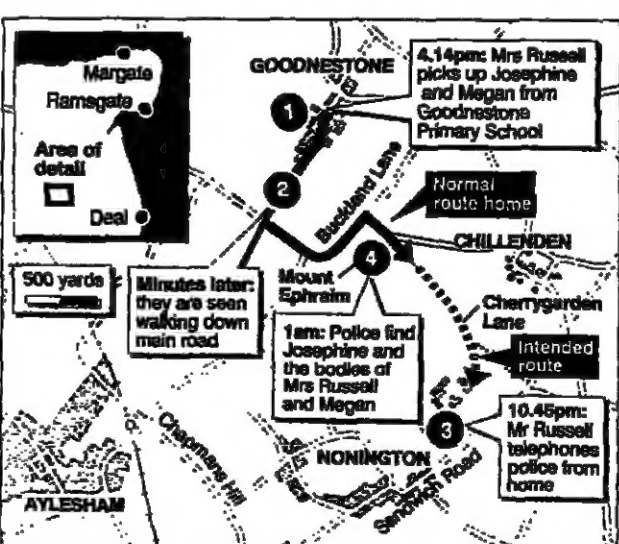 Margate
Ramsgate
Area of
detail
Deal
500 yards
GOODNESTONE
1
4.14pm: Mrs Russell
picks up Josephine
and Megan from
Goodnestone
Primary School
2
Buckland Lane
Normal
route home
CHILLENDEN
Minutes later:
they are seen
walking down
main road
Mount
Ephraim
4
1am: Police find
Josephine and
the bodies of
Mrs Russell
and Megan
Cherrygarden
Lane
Intended
route
3
10.45pm:
Mr Russell
telephones
police from
home
NONINGTON
Sandwich Road
Chapmans Hill
AYLESHAM